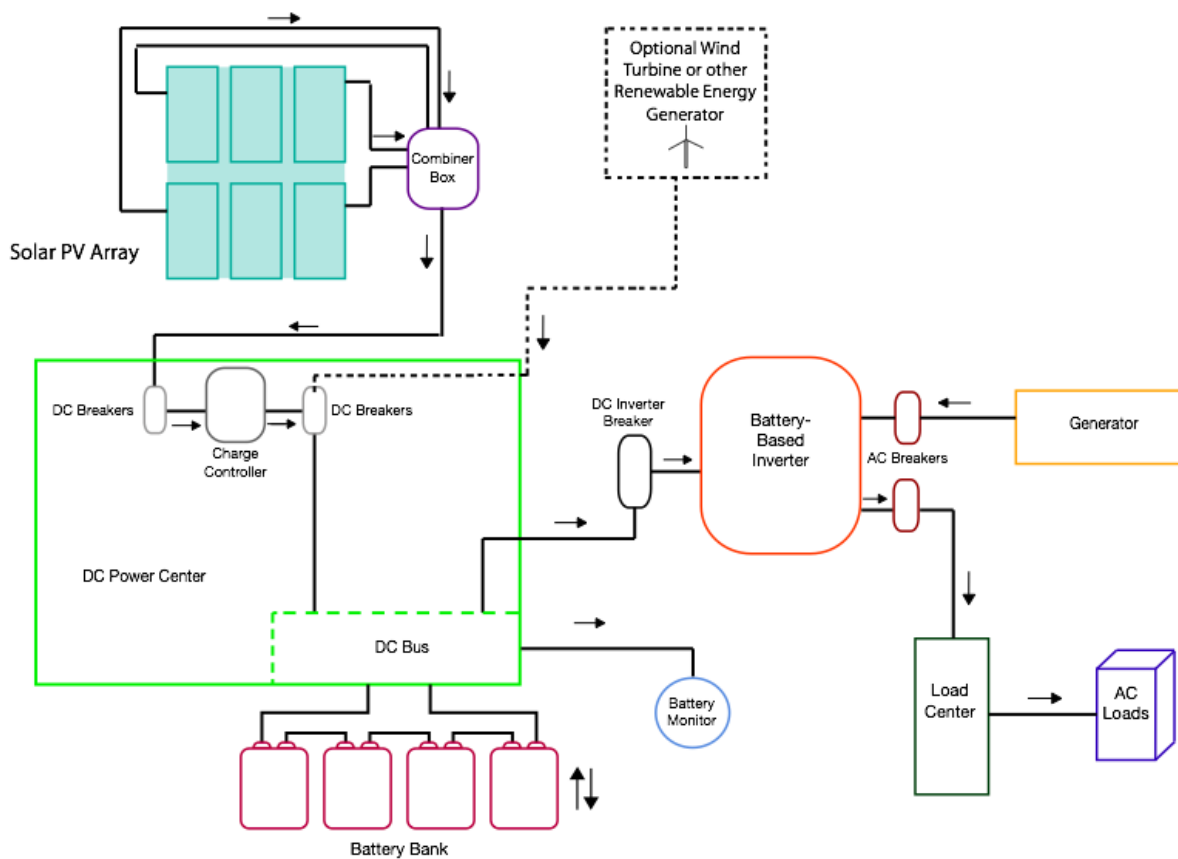 Optional Wind
Turbine or other
Renewable Energy
Generator
Combiner
Box
Solar PV Array
DC Breakers
Charge
Controller
DC Breakers
DC Inverter
Breaker
Battery-
Based
Inverter
AC Breakers
Generator
DC Power Center
DC Bus
Battery
Monitor
Load
Center
AC
Loads
Battery Bank